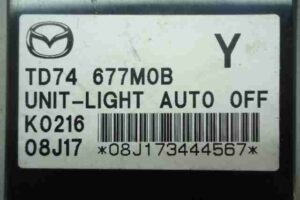 Y
TD74 677M0B
UNIT-LIGHT AUTO OFF
K0216
08J17 *08J173444567*